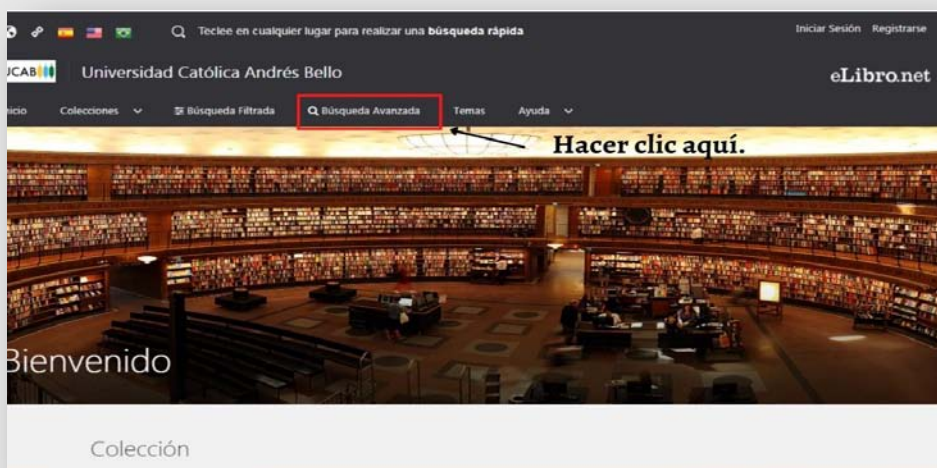 Teclee en cualquier lugar para realizar una búsqueda rápida
Iniciar Sesión Registrarse
UCAB Universidad Católica Andrés Bello
eLibro.net
Inicio Colecciones Búsqueda Filtrada Búsqueda Avanzada Temas Ayuda
Hacer clic aquí.
Bienvenido
Colección